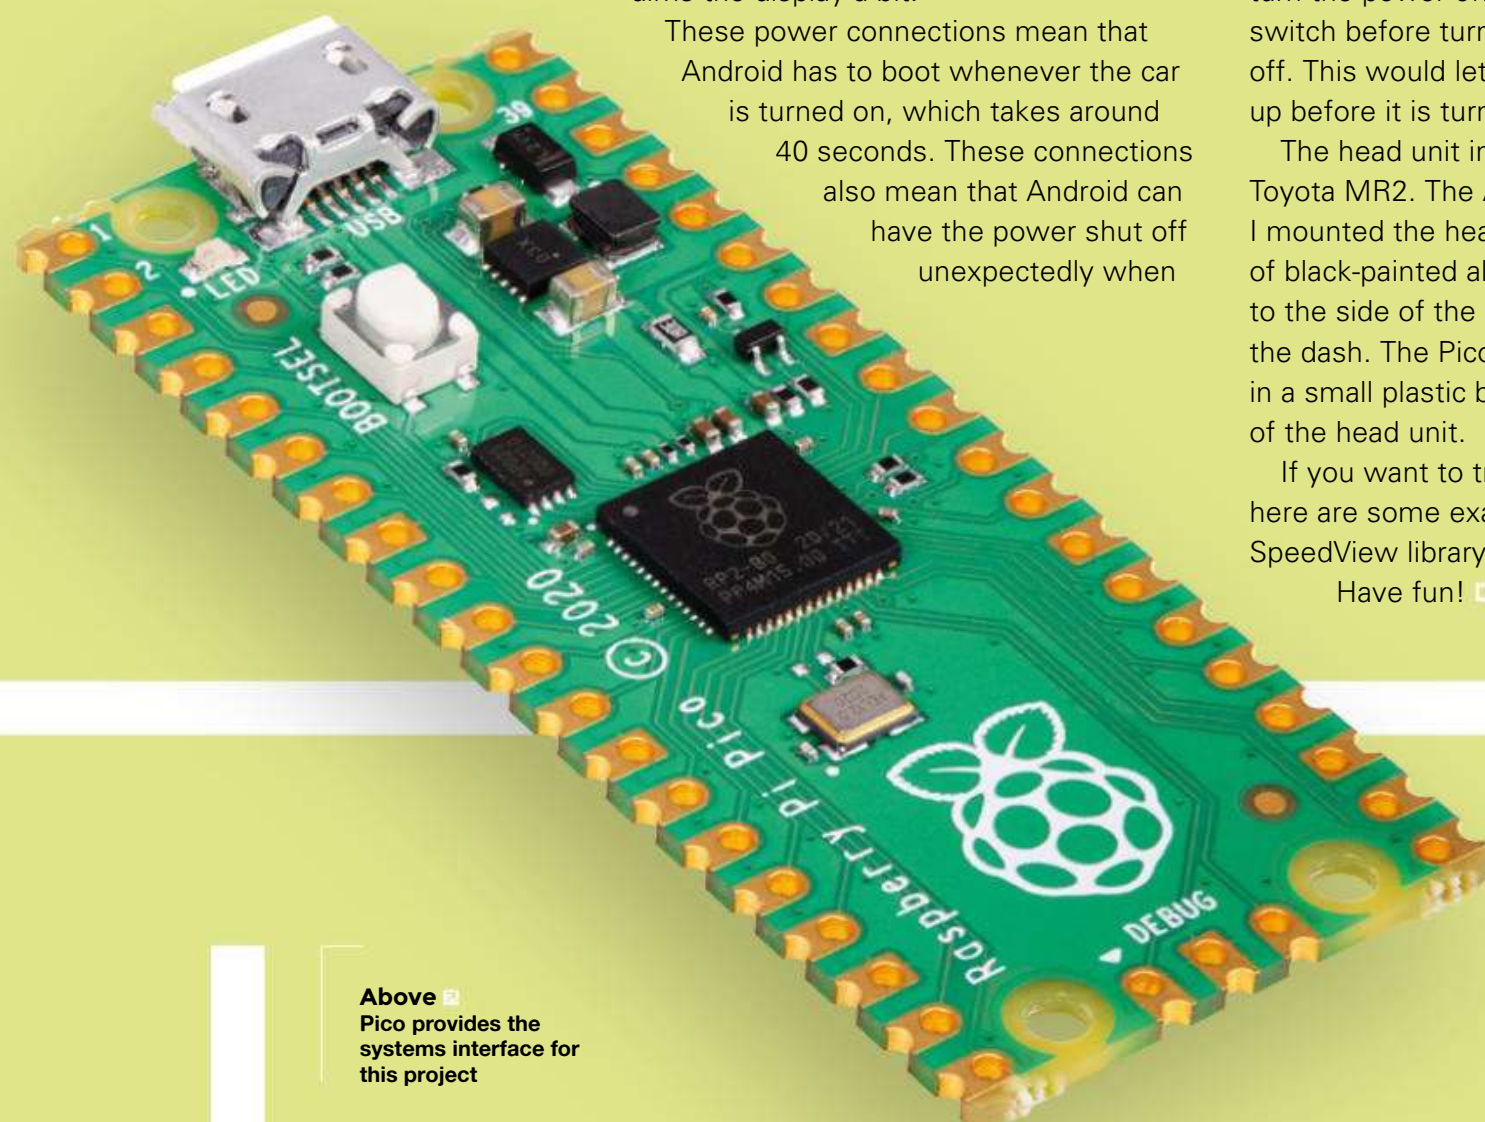 These power connections mean that
Android has to boot whenever the car
is turned on, which takes around
40 seconds. These connections
also mean that Android can
have the power shut off
unexpectedly when
switch before turn
off. This would let
up before it is turn
The head unit in
Toyota MR2. The A
I mounted the hea
of black-painted al
to the side of the
the dash. The Pico
in a small plastic b
of the head unit.
If you want to tr
here are some exa
SpeedView library
Have fun!
39
1
2
USB
LED
BOOTSEL
RP2-B0 20/21
© 2020
Raspberry Pi Pico
DEBUG
Above
Pico provides the
systems interface for
this project